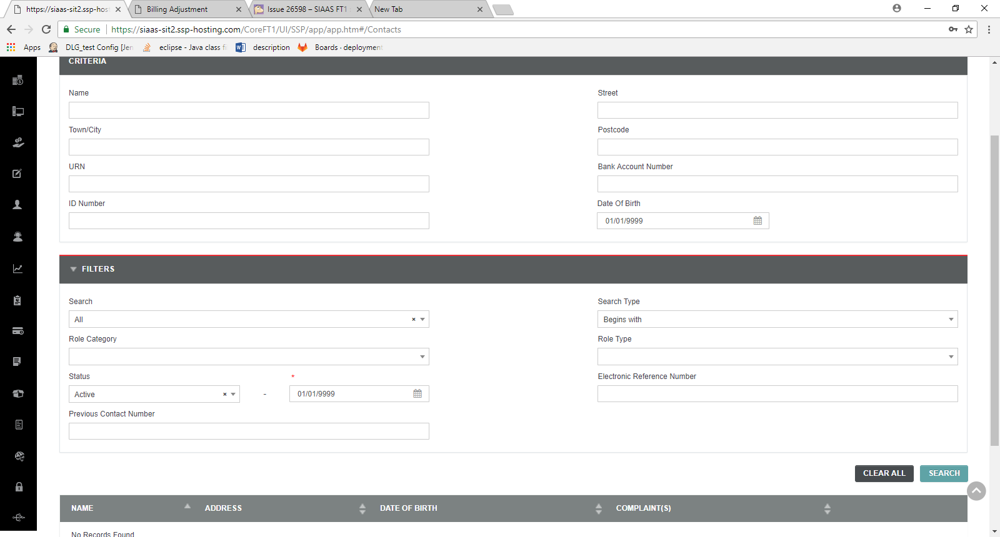 https://siaas-sit2.ssp-host
Billing Adjustment
Issue 26598 – SIAAS FT1
New Tab
Secure
https://siaas-sit2.ssp-hosting.com/CoreFT1/UI/SSP/app/app.htm#/Contacts
Apps
DLG_test Config [Jen
eclipse - Java class fi
description
Boards · deployment
CRITERIA
Name
Street
Town/City
Postcode
URN
Bank Account Number
ID Number
Date Of Birth
01/01/9999
FILTERS
Search
Search Type
All
Begins with
Role Category
Role Type
Status
*
Electronic Reference Number
Active
-
01/01/9999
Previous Contact Number
CLEAR ALL
SEARCH
NAME
ADDRESS
DATE OF BIRTH
COMPLAINT(S)
No Records Found